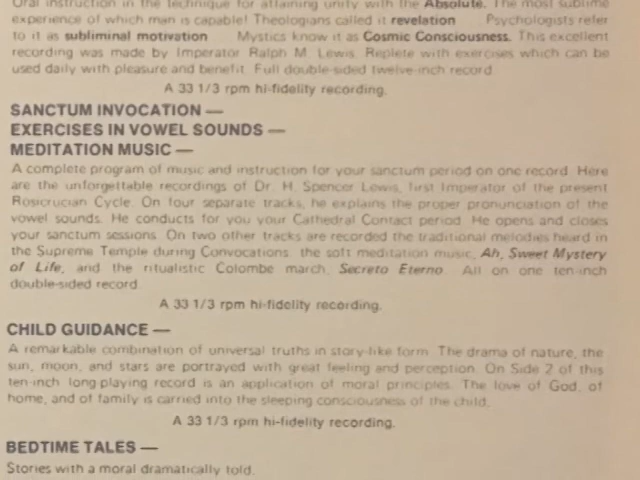 Oral instruction in the technique for attaining unity with the Absolute. The most sublime
experience of which man is capable! Theologians called it revelation    Psychologists refer
to it as subliminal motivation    Mystics know it as Cosmic Consciousness. This excellent
recording was made by Imperator Ralph M. Lewis. Replete with exercises which can be
used daily with pleasure and benefit. Full double-sided twelve-inch record.
A 33 1/3 rpm hi-fidelity recording.
SANCTUM INVOCATION —
EXERCISES IN VOWEL SOUNDS —
MEDITATION MUSIC —
A complete program of music and instruction for your sanctum period on one record. Here
are the unforgettable recordings of Dr. H. Spencer Lewis, first Imperator of the present
Rosicrucian Cycle. On four separate tracks, he explains the proper pronunciation of the
vowel sounds. He conducts for you your Cathedral Contact period. He opens and closes
your sanctum sessions. On two other tracks are recorded the traditional melodies heard in
the Supreme Temple during Convocations: the soft meditation music, Ah, Sweet Mystery
of Life, and the ritualistic Colombe march, Secreto Eterno. All on one ten-inch
double-sided record.
A 33 1/3 rpm hi-fidelity recording.
CHILD GUIDANCE —
A remarkable combination of universal truths in story-like form. The drama of nature, the
sun, moon, and stars are portrayed with great feeling and perception. On Side 2 of this
ten-inch long-playing record is an application of moral principles. The love of God, of
home, and of family is carried into the sleeping consciousness of the child.
A 33 1/3 rpm hi-fidelity recording.
BEDTIME TALES —
Stories with a moral dramatically told.